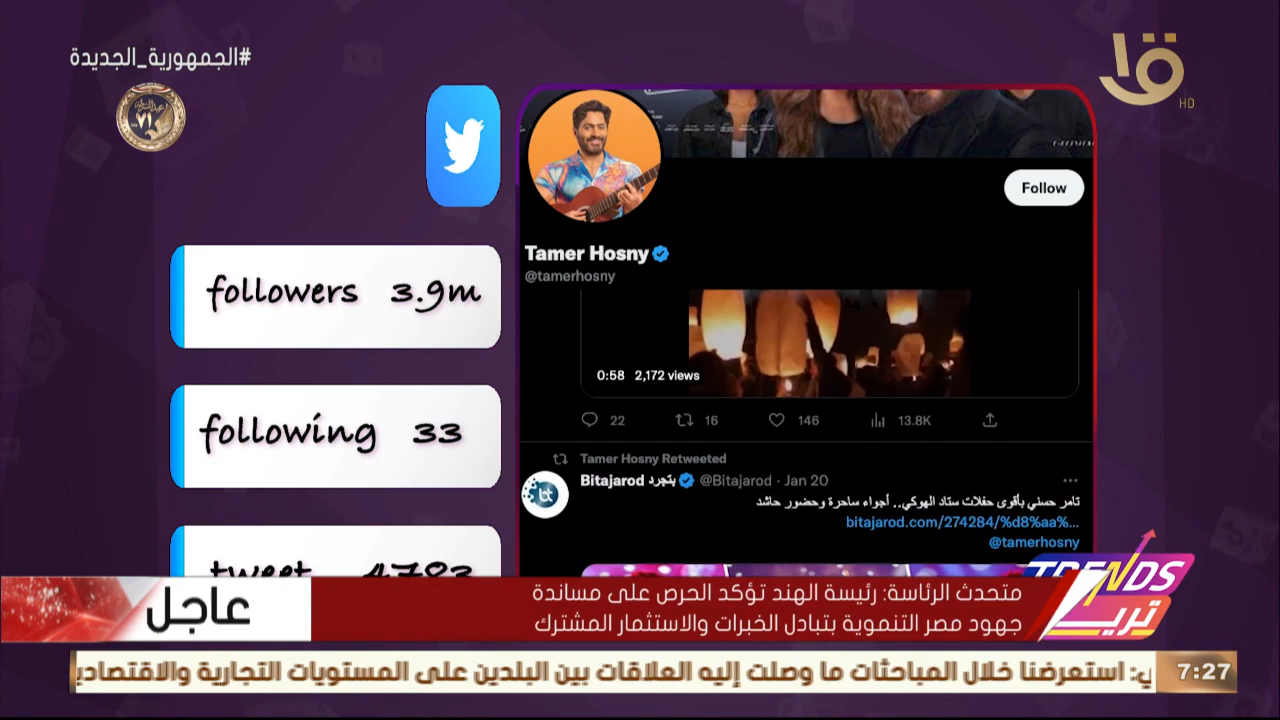 #الجمهورية_الجديدة
HD
Follow
Tamer Hosny
@tamerhosny
followers 3.9m
0:58 2,172 views
22 16 146 13.8K
following 33
Tamer Hosny Retweeted
Bitajarod بتجرد @Bitajarod · Jan 20
تامر حسني بأقوى حفلات ستاد الهوكي.. أجواء ساحرة وحضور حاشد
bitajarod.com/274284/%d8%aa%...
@tamerhosny
tweet 4783
TRENDS
تريند
عاجل
متحدث الرئاسة: رئيسة الهند تؤكد الحرص على مساندة
جهود مصر التنموية بتبادل الخبرات والاستثمار المشترك
ي: استعرضنا خلال المباحثات ما وصلت إليه العلاقات بين البلدين على المستويات التجارية والاقتصادي
7:27